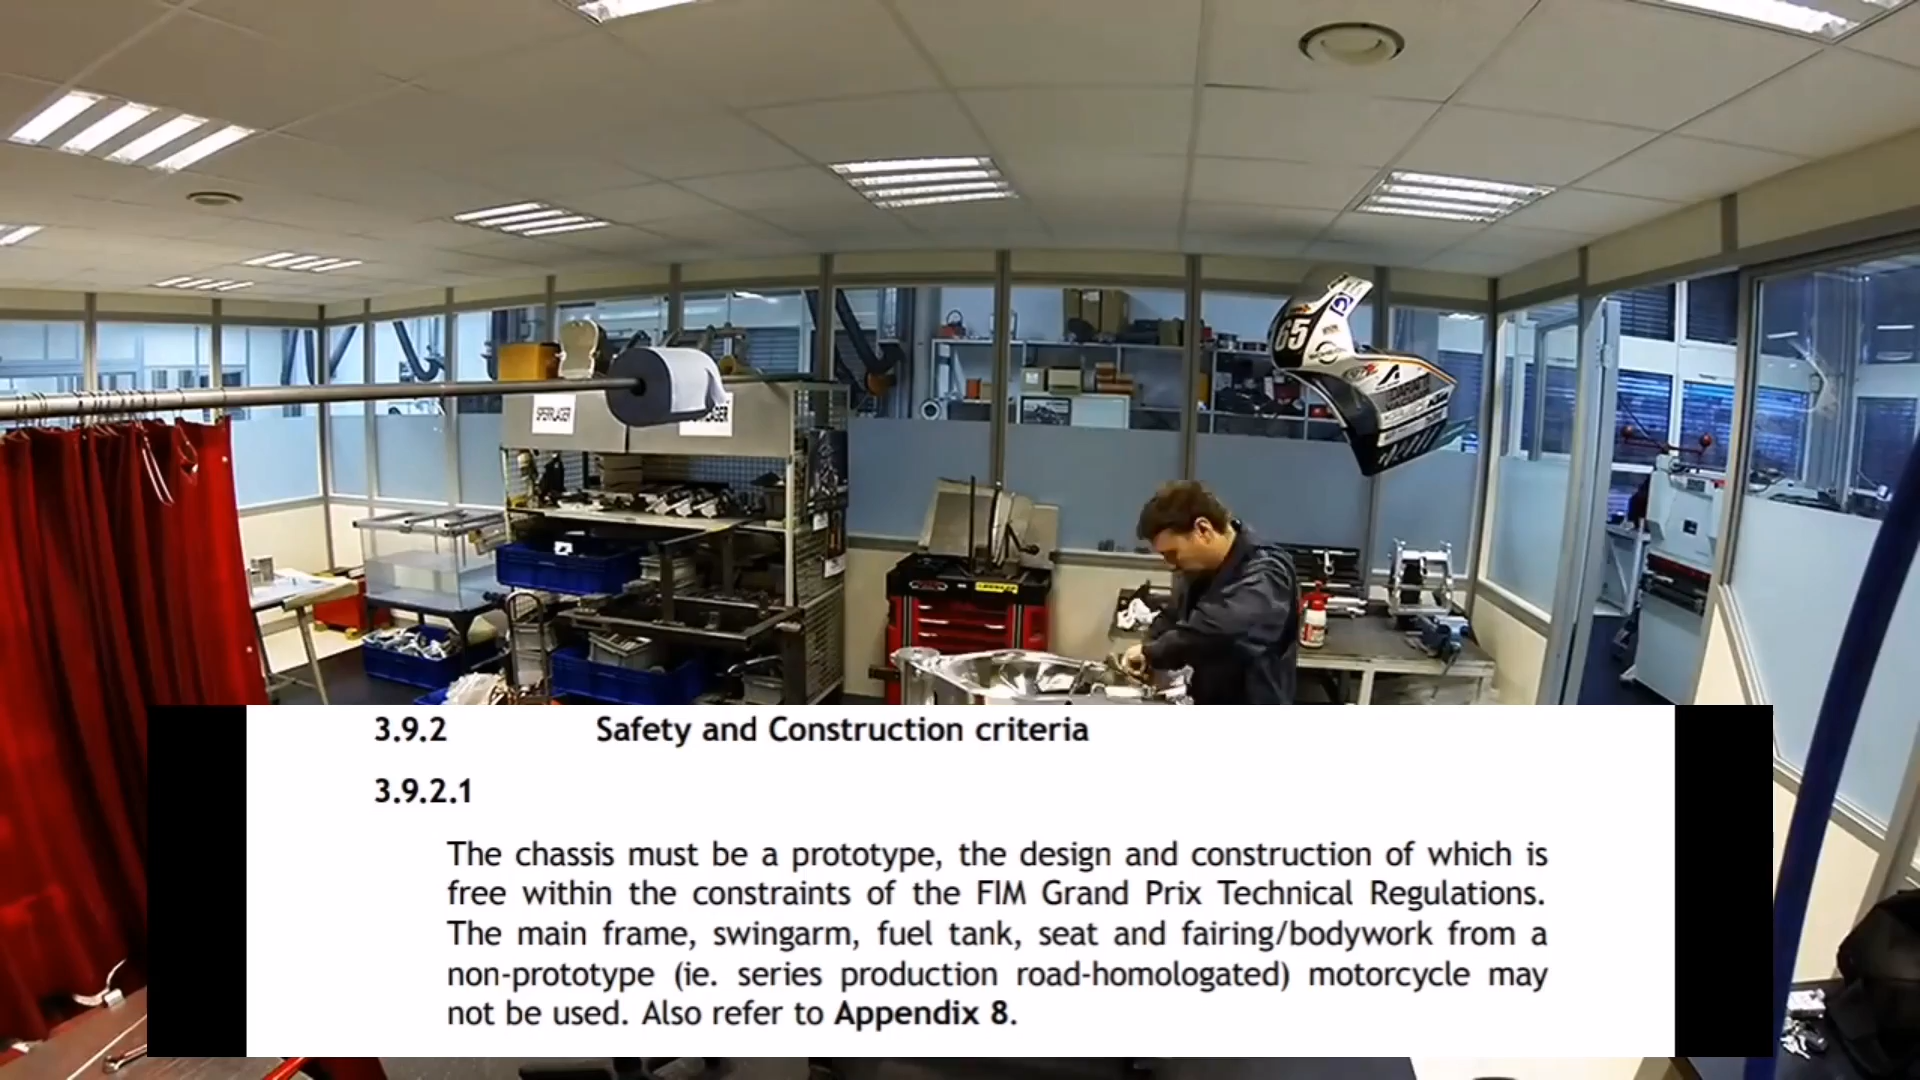 65
SPERRLAGER
3.9.2 Safety and Construction criteria
3.9.2.1
The chassis must be a prototype, the design and construction of which is
free within the constraints of the FIM Grand Prix Technical Regulations.
The main frame, swingarm, fuel tank, seat and fairing/bodywork from a
non-prototype (ie. series production road-homologated) motorcycle may
not be used. Also refer to Appendix 8.